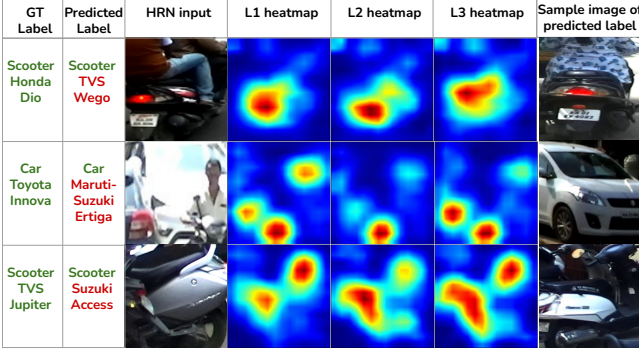 GT Label
Predicted Label
HRN input
L1 heatmap
L2 heatmap
L3 heatmap
Sample image of predicted label
Scooter Honda Dio
Scooter TVS Wego
Car Toyota Innova
Car Maruti-Suzuki Ertiga
Scooter TVS Jupiter
Scooter Suzuki Access